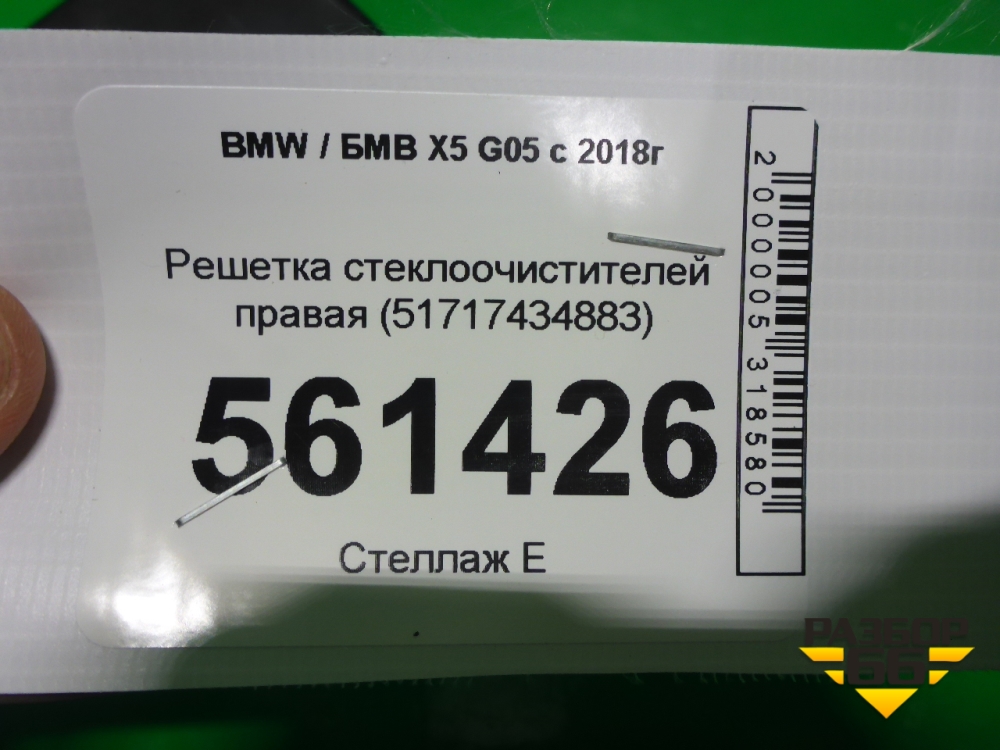 BMW / БМВ X5 G05 с 2018г
Решетка стеклоочистителей
правая (51717434883)
561426
Стеллаж Е
2000005318580
РАЗБОР
66